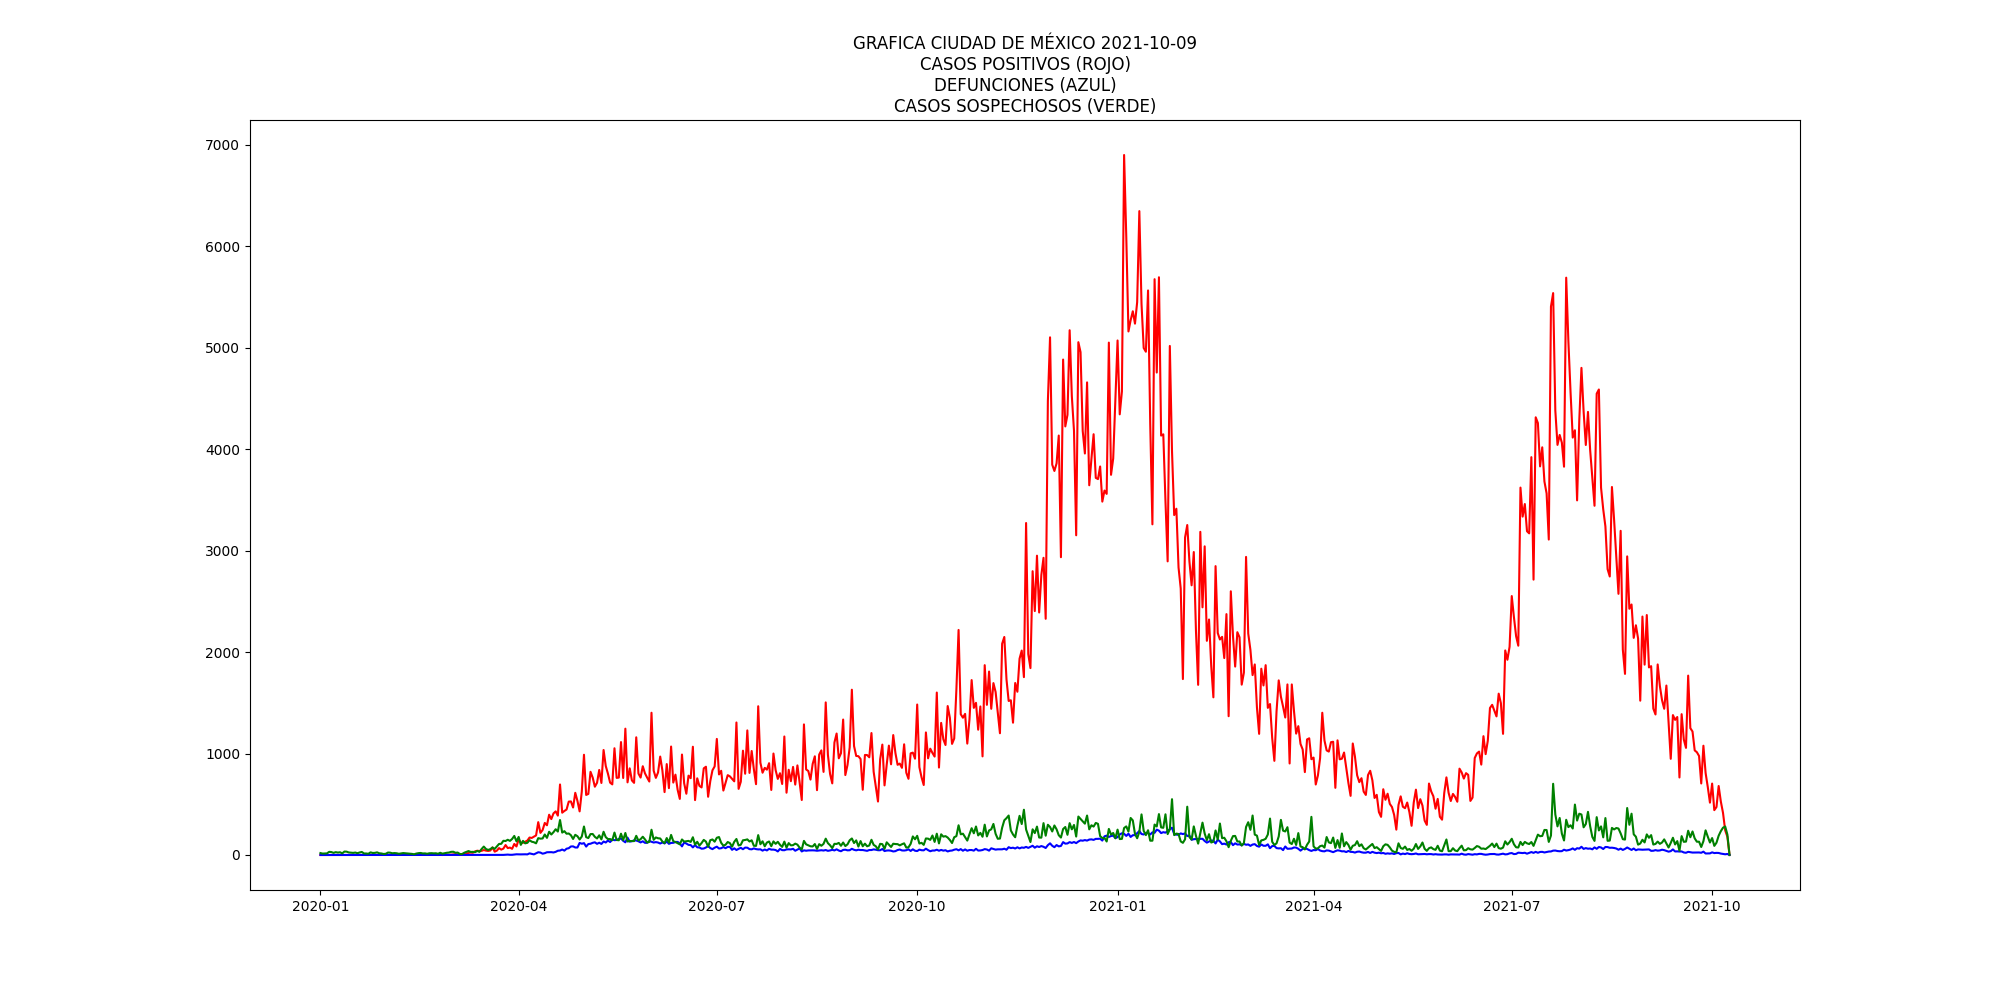 GRAFICA CIUDAD DE MÉXICO 2021-10-09
CASOS POSITIVOS (ROJO)
DEFUNCIONES (AZUL)
CASOS SOSPECHOSOS (VERDE)
7000
6000
5000
4000
3000
2000
1000
0
2020-01 2020-04 2020-07 2020-10 2021-01 2021-04 2021-07 2021-10